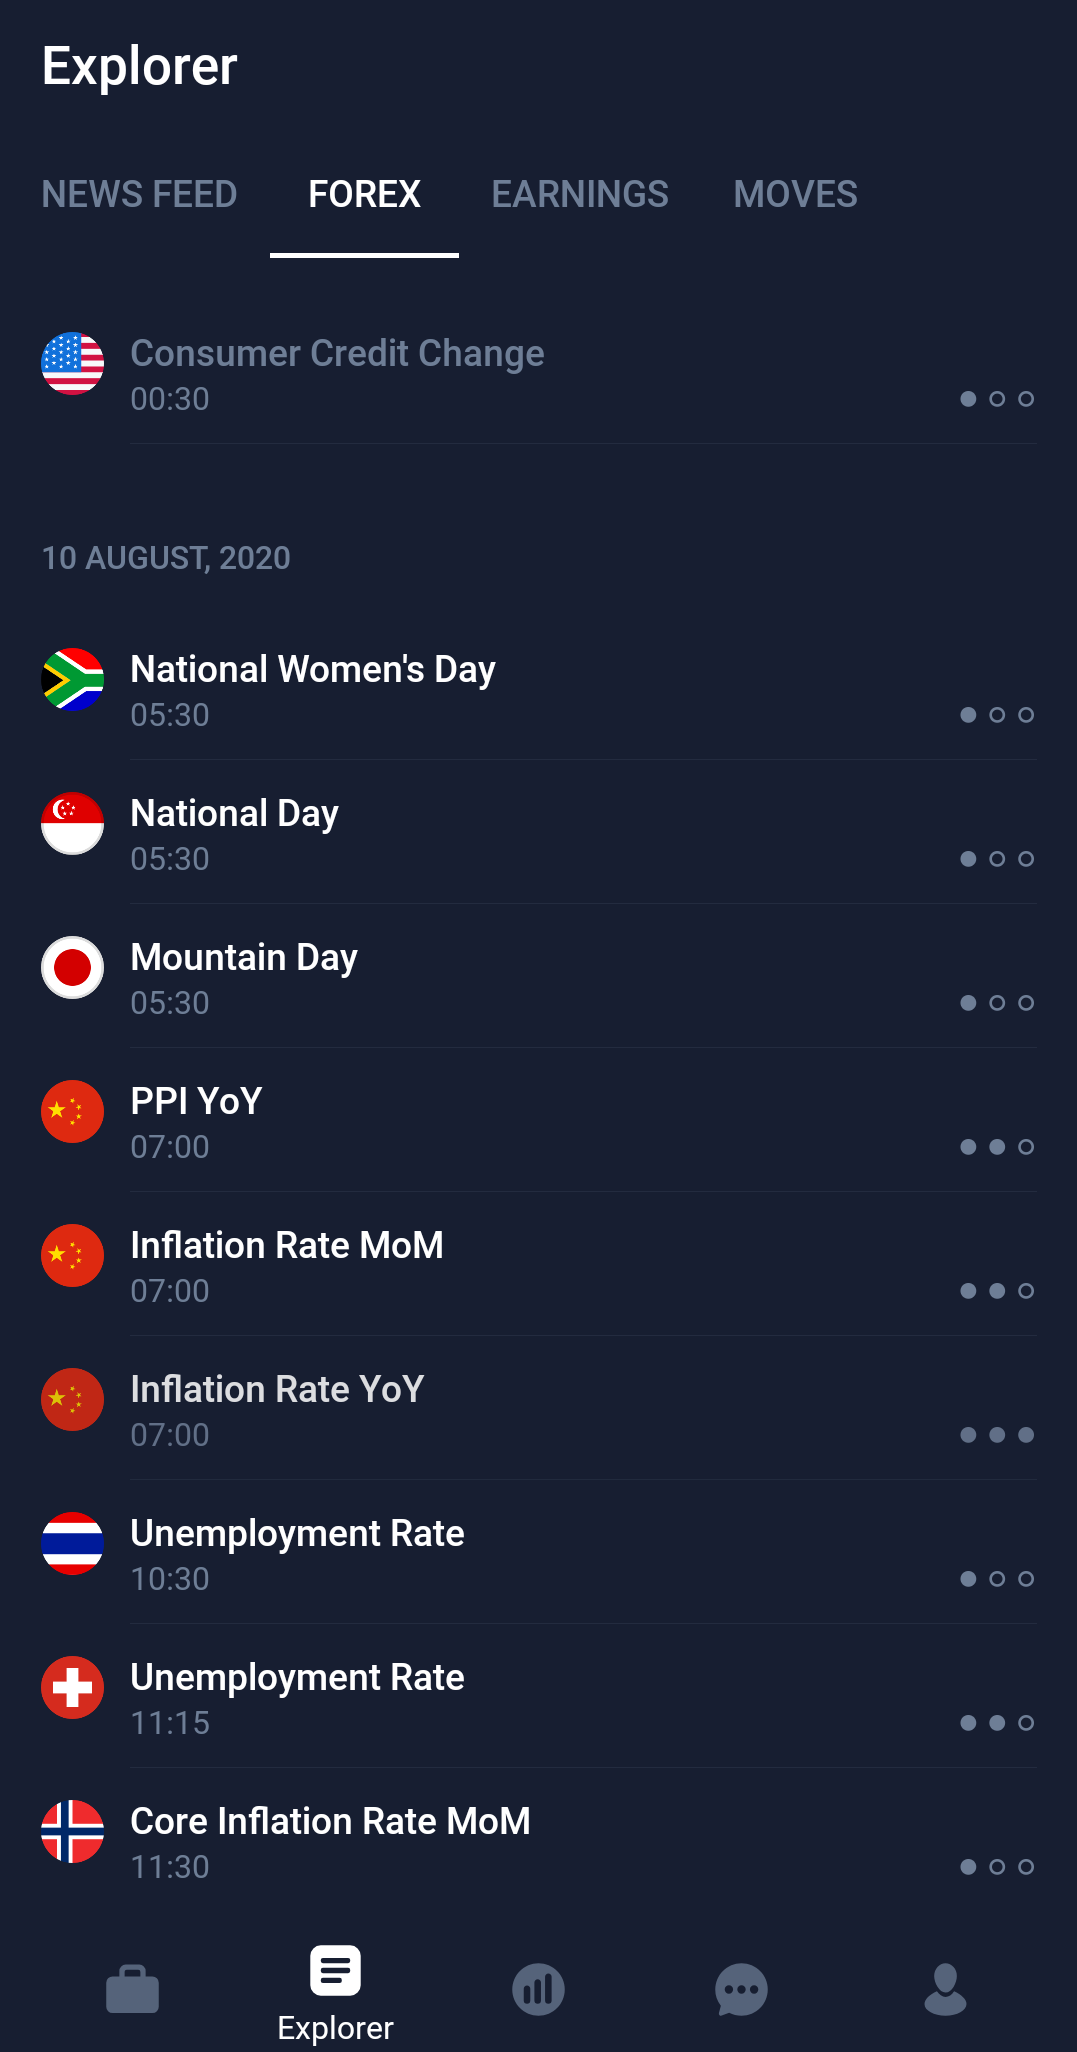 Explorer
NEWS FEED FOREX EARNINGS MOVES
Consumer Credit Change
00:30
10 AUGUST, 2020
National Women's Day
05:30
National Day
05:30
Mountain Day
05:30
PPI YoY
07:00
Inflation Rate MoM
07:00
Inflation Rate YoY
07:00
Unemployment Rate
10:30
Unemployment Rate
11:15
Core Inflation Rate MoM
11:30
Explorer